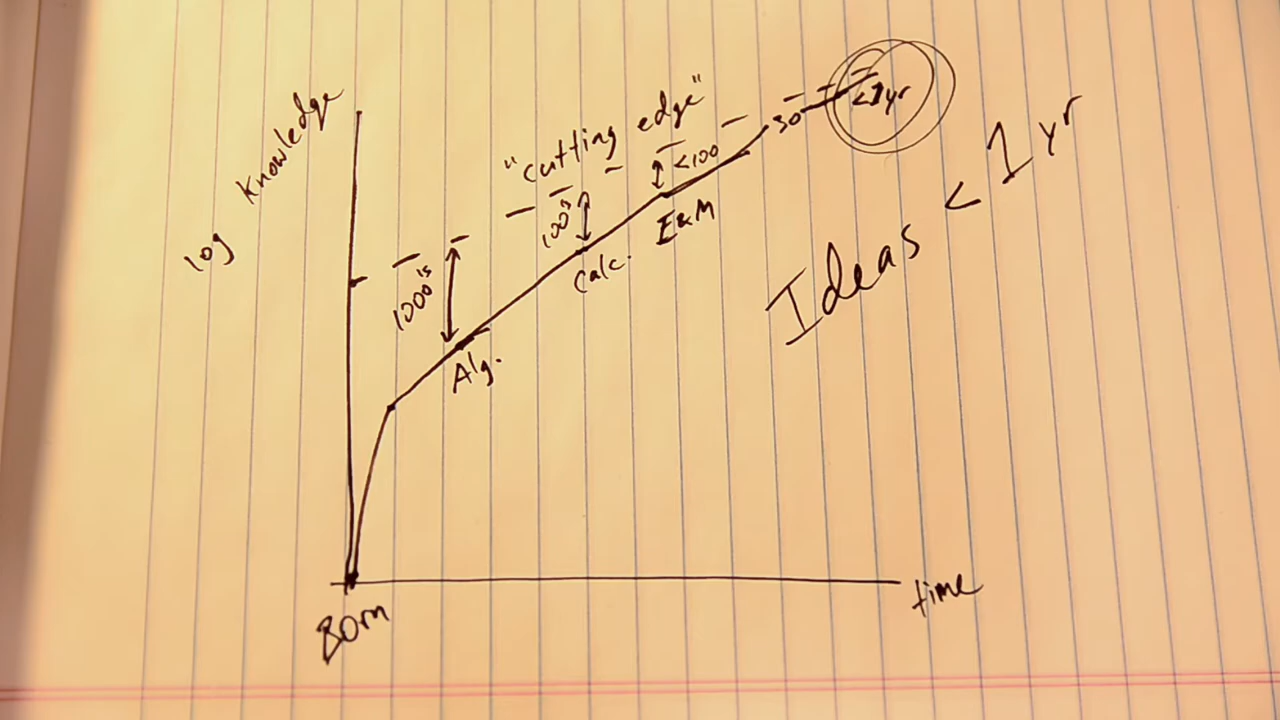 log knowledge
"cutting edge"
1000's
100's
<100
30
<1yr
Alg.
Calc.
E&M
Ideas < 1 yr
Born
time